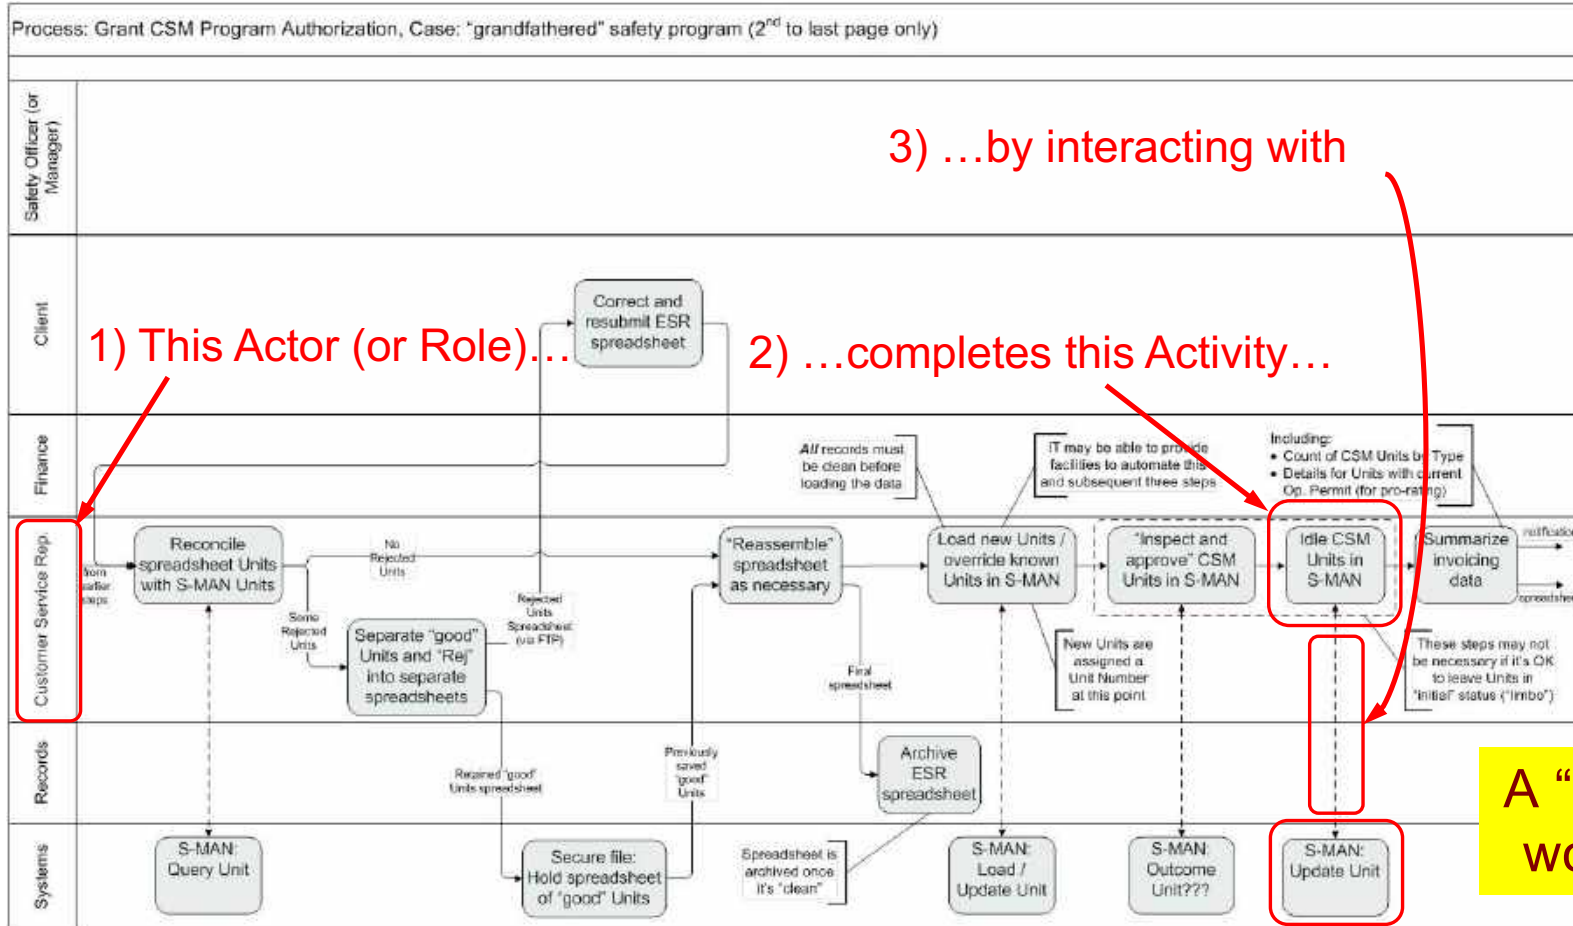 Process: Grant CSM Program Authorization, Case: "grandfathered" safety program (2nd to last page only)
Safety Officer (or
Manager)
3) …by interacting with
Client
Correct and
resubmit ESR
spreadsheet
1) This Actor (or Role)…
2) …completes this Activity…
Finance
All records must
be clean before
loading the data
IT may be able to provide
facilities to automate this
and subsequent three steps
Including:
• Count of CSM Units by Type
• Details for Units with current
Op. Permit (for pro-rating)
Customer Service Rep.
from
earlier
steps
Reconcile
spreadsheet Units
with S-MAN Units
No
Rejected
Units
Some
Rejected
Units
Separate "good"
Units and "Rej"
into separate
spreadsheets
Rejected
Units
Spreadsheet
(via FTP)
"Reassemble"
spreadsheet
as necessary
Final
spreadsheet
Load new Units /
override known
Units in S-MAN
New Units are
assigned a
Unit Number
at this point
"Inspect and
approve" CSM
Units in S-MAN
Idle CSM
Units in
S-MAN
Summarize
invoicing
data
notification
spreadsheet
These steps may not
be necessary if it's OK
to leave Units in
"initial" status ("limbo")
Records
Retained "good"
Units spreadsheet
Previously
saved
"good"
Units
Archive
ESR
spreadsheet
Systems
S-MAN:
Query Unit
Secure file:
Hold spreadsheet
of "good" Units
Spreadsheet is
archived once
it's "clean"
S-MAN:
Load /
Update Unit
S-MAN:
Outcome
Unit???
S-MAN:
Update Unit
A "
wo